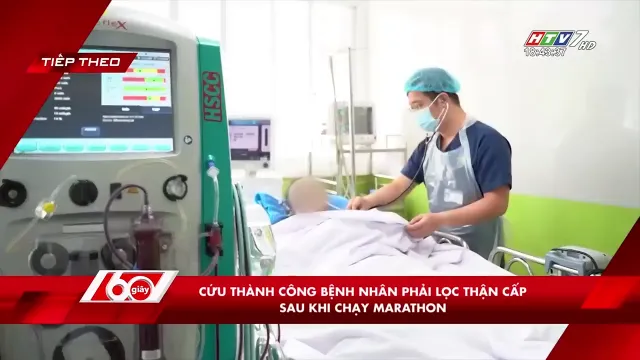 TIẾP THEO
HTV7 HD
18:43:37
HSCC
60 giây
CỨU THÀNH CÔNG BỆNH NHÂN PHẢI LỌC THẬN CẤP
SAU KHI CHẠY MARATHON